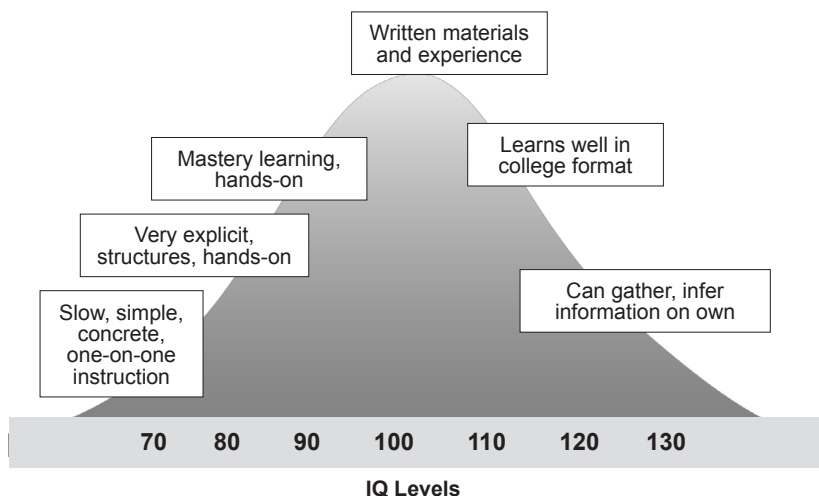 Written materials
and experience
Learns well in
college format
Mastery learning,
hands-on
Very explicit,
structures, hands-on
Can gather, infer
information on own
Slow, simple,
concrete,
one-on-one
instruction
70 80 90 100 110 120 130
IQ Levels